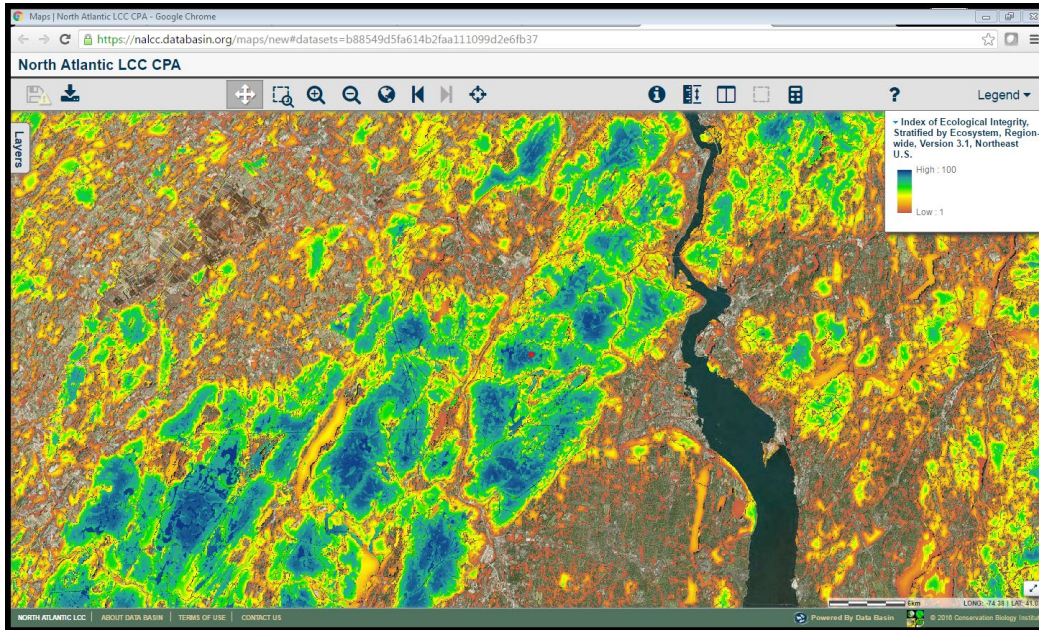 Maps | North Atlantic LCC CPA - Google Chrome
https://nalcc.databasin.org/maps/new#datasets=b88549d5fa614b2faa111099d2e6fb37
North Atlantic LCC CPA
? Legend
Layers
Index of Ecological Integrity,
Stratified by Ecosystem, Region-
wide, Version 3.1, Northeast
U.S.
High : 100
Low : 1
6km LONG: -74.38 | LAT: 41.0
NORTH ATLANTIC LCC | ABOUT DATA BASIN | TERMS OF USE | CONTACT US Powered By Data Basin © 2016 Conservation Biology Institu